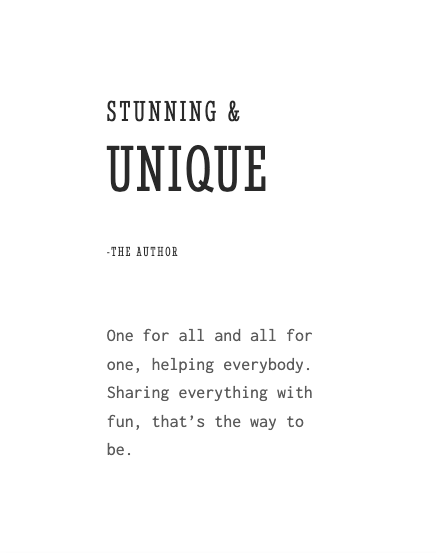 STUNNING &
UNIQUE
-THE AUTHOR
One for all and all for
one, helping everybody.
Sharing everything with
fun, that’s the way to
be.